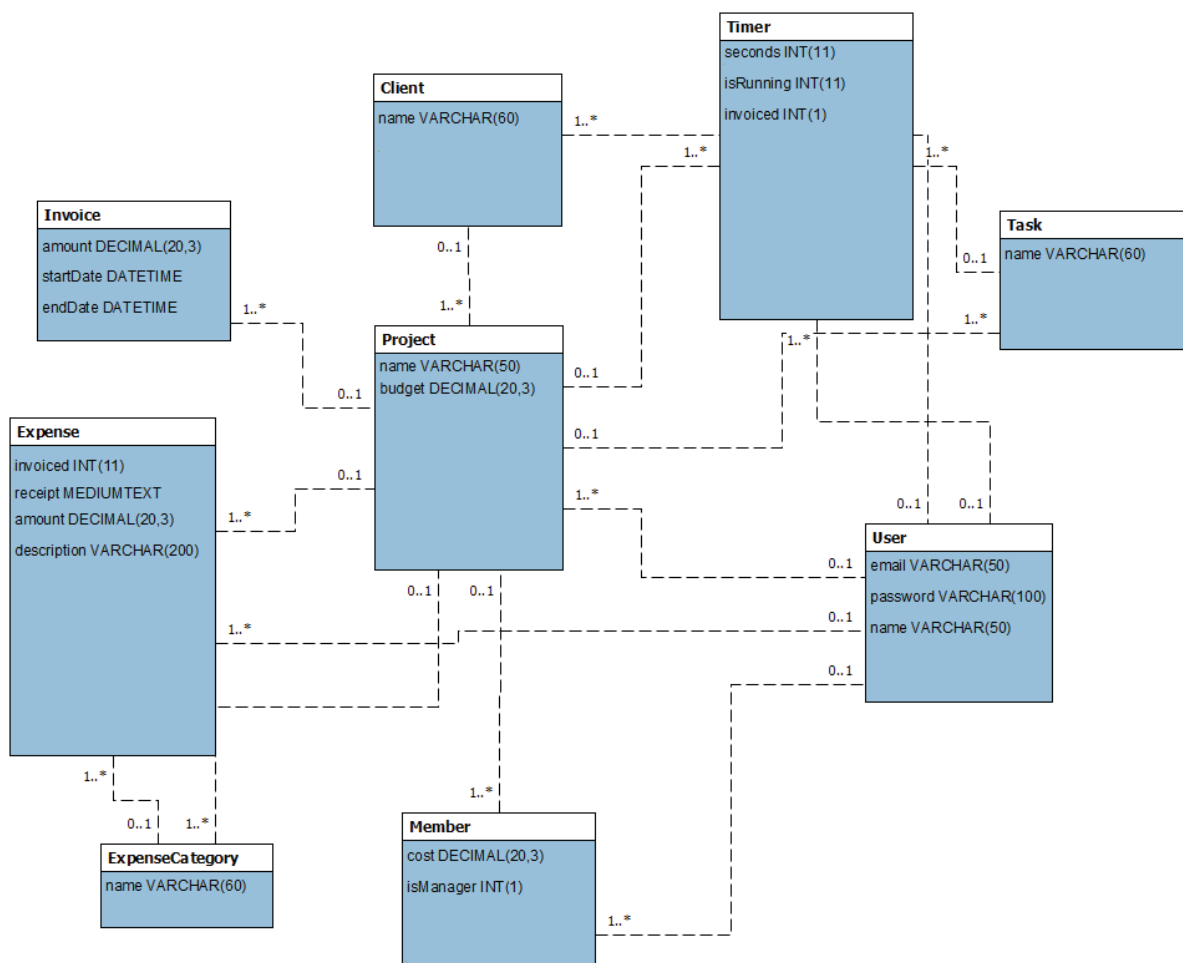 Timer
seconds INT(11)
isRunning INT(11)
invoiced INT(1)
Client
name VARCHAR(60)
1..*
1..*
1..*
Invoice
amount DECIMAL(20,3)
startDate DATETIME
endDate DATETIME
Task
name VARCHAR(60)
0..1
0..1
1..*
1..*
1..*
1..*
Project
name VARCHAR(50)
budget DECIMAL(20,3)
0..1
0..1
0..1
Expense
invoiced INT(11)
receipt MEDIUMTEXT
amount DECIMAL(20,3)
description VARCHAR(200)
0..1
1..*
1..*
0..1
0..1
User
email VARCHAR(50)
password VARCHAR(100)
name VARCHAR(50)
0..1
0..1
0..1
1..*
0..1
0..1
1..*
0..1
1..*
1..*
ExpenseCategory
name VARCHAR(60)
Member
cost DECIMAL(20,3)
isManager INT(1)
1..*